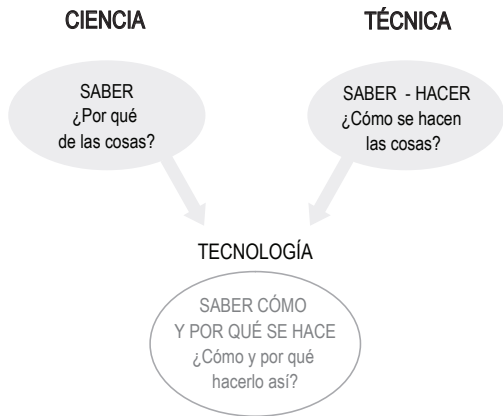 CIENCIA
SABER
¿Por qué
de las cosas?
TÉCNICA
SABER - HACER
¿Cómo se hacen
las cosas?
TECNOLOGÍA
SABER CÓMO
Y POR QUÉ SE HACE
¿Cómo y por qué
hacerlo así?